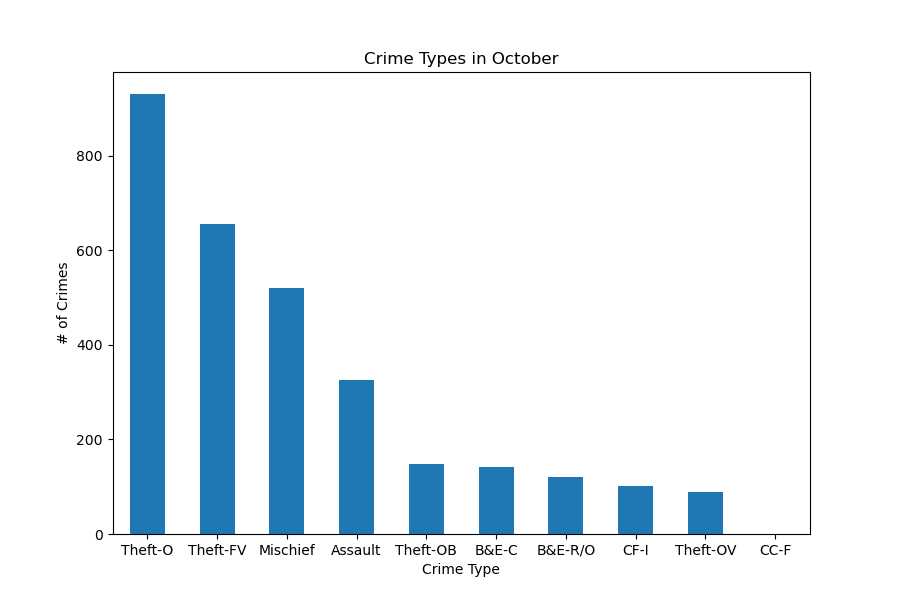 Crime Types in October
# of Crimes
800
600
400
200
0
Theft-O Theft-FV Mischief Assault Theft-OB B&E-C B&E-R/O CF-I Theft-OV CC-F
Crime Type